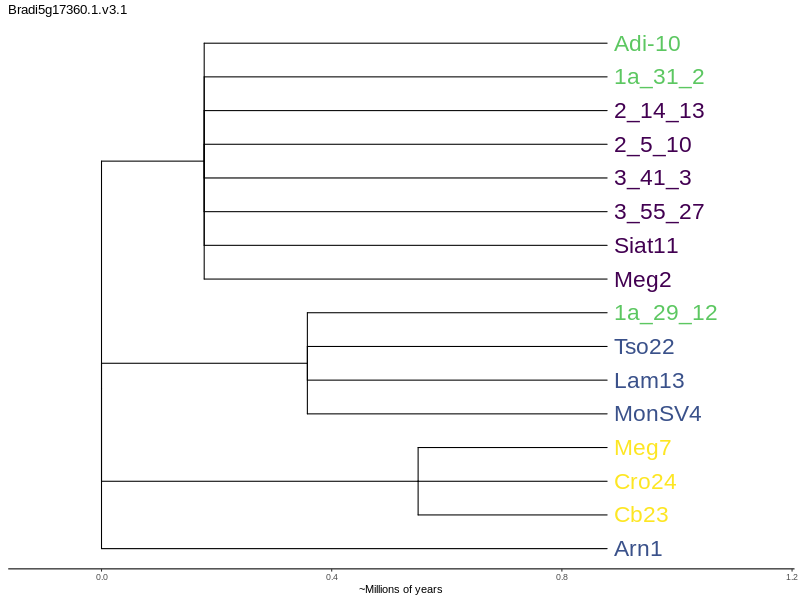 Bradi5g17360.1.v3.1
Adi-10
1a_31_2
2_14_13
2_5_10
3_41_3
3_55_27
Siat11
Meg2
1a_29_12
Tso22
Lam13
MonSV4
Meg7
Cro24
Cb23
Arn1
0.0 0.4 0.8 1.2
~Millions of years